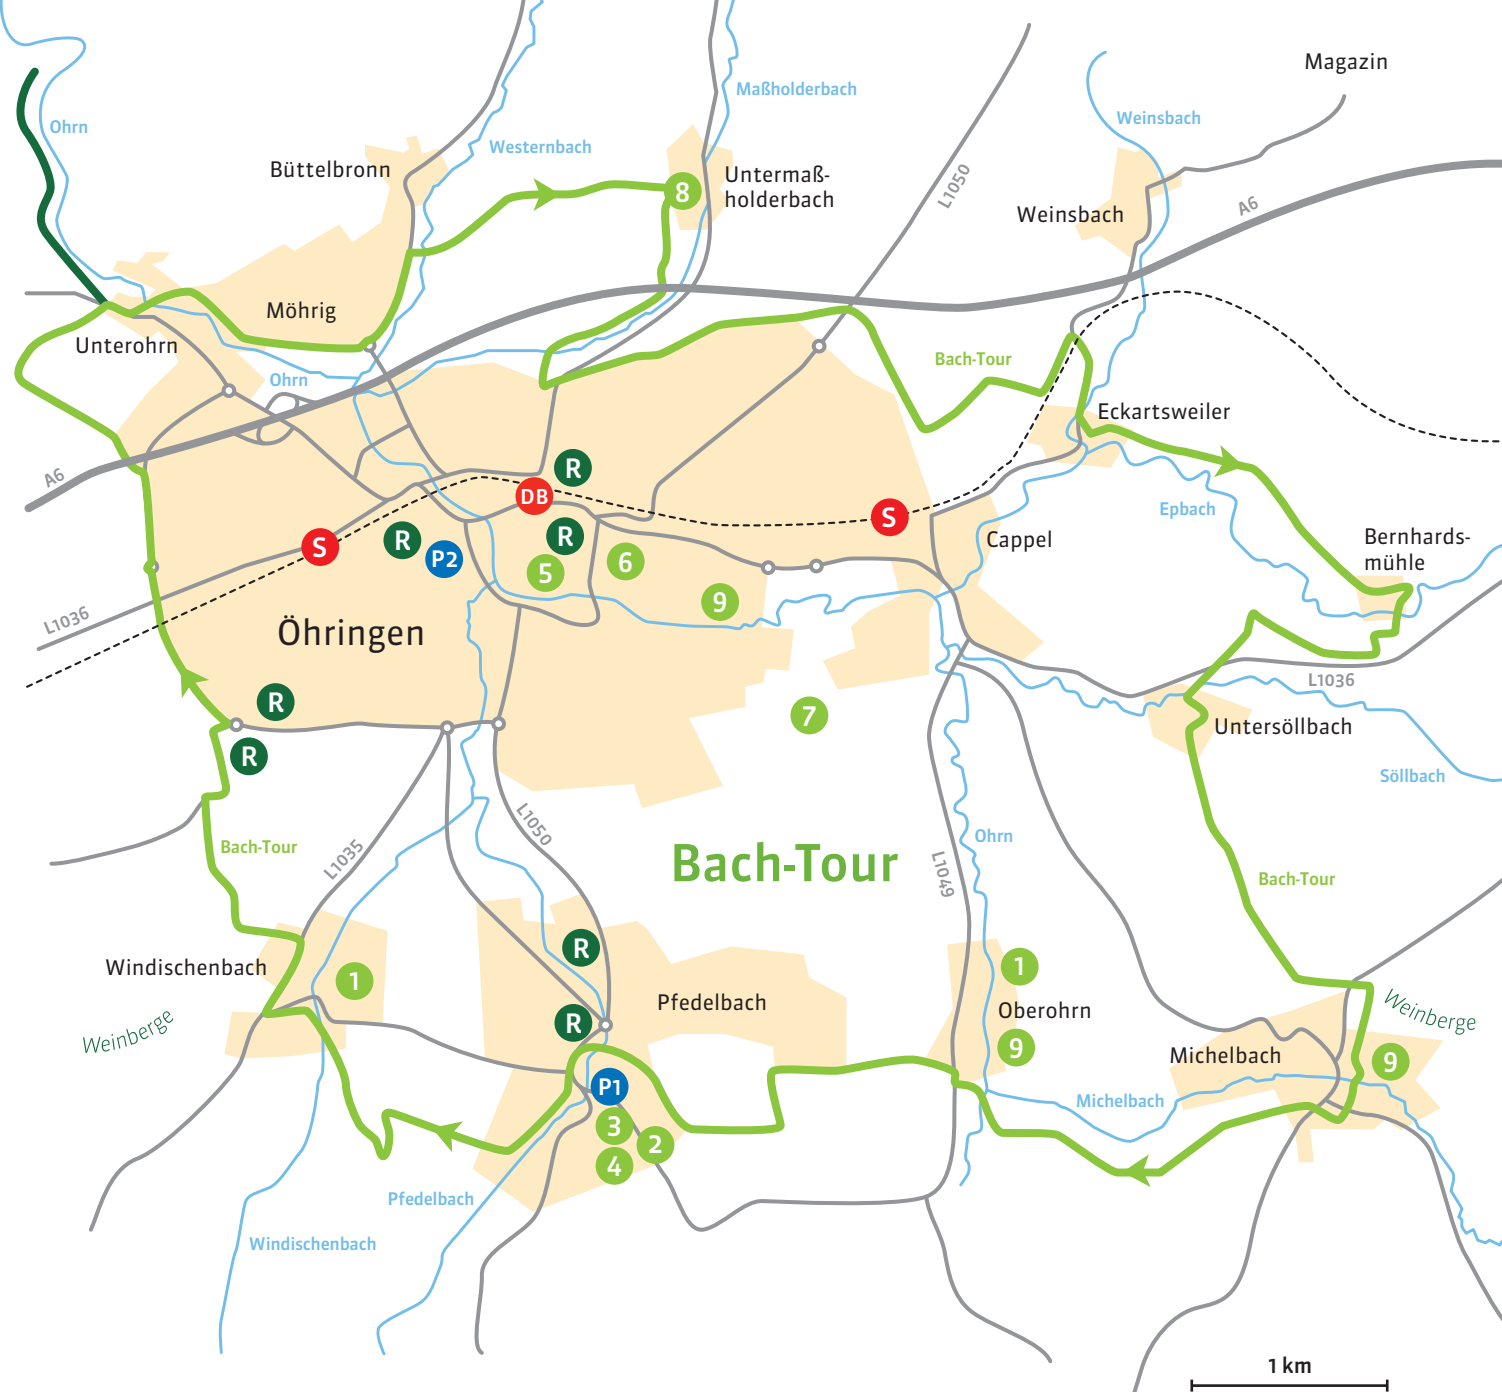 Magazin
Maßholderbach
Weinsbach
Ohrn
Westernbach
Büttelbronn
8
Untermaß-
holderbach
L1050
Weinsbach
A6
Möhrig
Unterohrn
Ohrn
Bach-Tour
Eckartsweiler
A6
R
DB
S
Epbach
S
R
P2
R
5
6
9
Cappel
Bernhards-
mühle
L1036
Öhringen
L1036
R
R
7
Untersöllbach
Söllbach
Bach-Tour
L1035
L1050
Bach-Tour
Ohrn
L1049
Bach-Tour
Windischenbach
1
R
1
Pfedelbach
R
Oberohrn
Weinberge
Weinberge
9
Michelbach
9
P1
Michelbach
3
2
4
Pfedelbach
Windischenbach
1 km